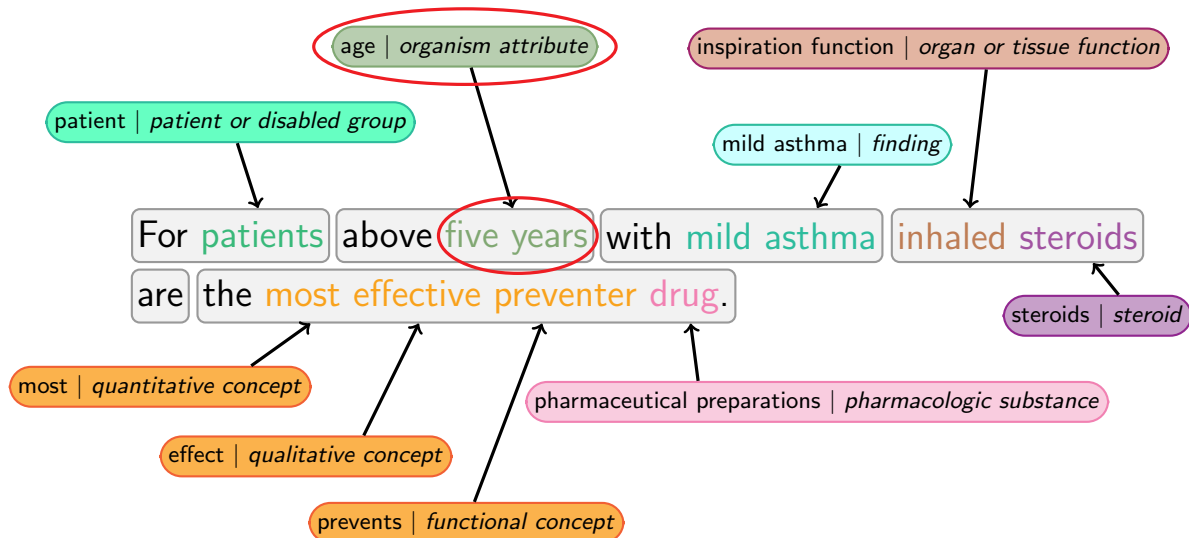 age | organism attribute
inspiration function | organ or tissue function
patient | patient or disabled group
mild asthma | finding
For patients above five years with mild asthma inhaled steroids
are the most effective preventer drug.
steroids | steroid
most | quantitative concept
pharmaceutical preparations | pharmacologic substance
effect | qualitative concept
prevents | functional concept